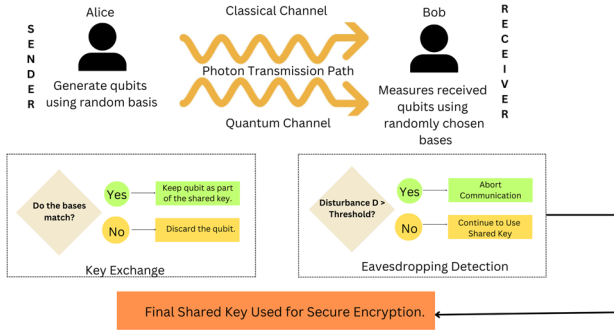 Alice
Classical Channel
Bob
SENDER
RECEIVER
Photon Transmission Path
Generate qubits
using random basis
Measures received
qubits using
randomly chosen
bases
Quantum Channel
Do the bases
match?
Yes
Keep qubit as part
of the shared key.
No
Discard the qubit.
Key Exchange
Disturbance D >
Threshold?
Yes
Abort
Communication
No
Continue to Use
Shared Key
Eavesdropping Detection
Final Shared Key Used for Secure Encryption.